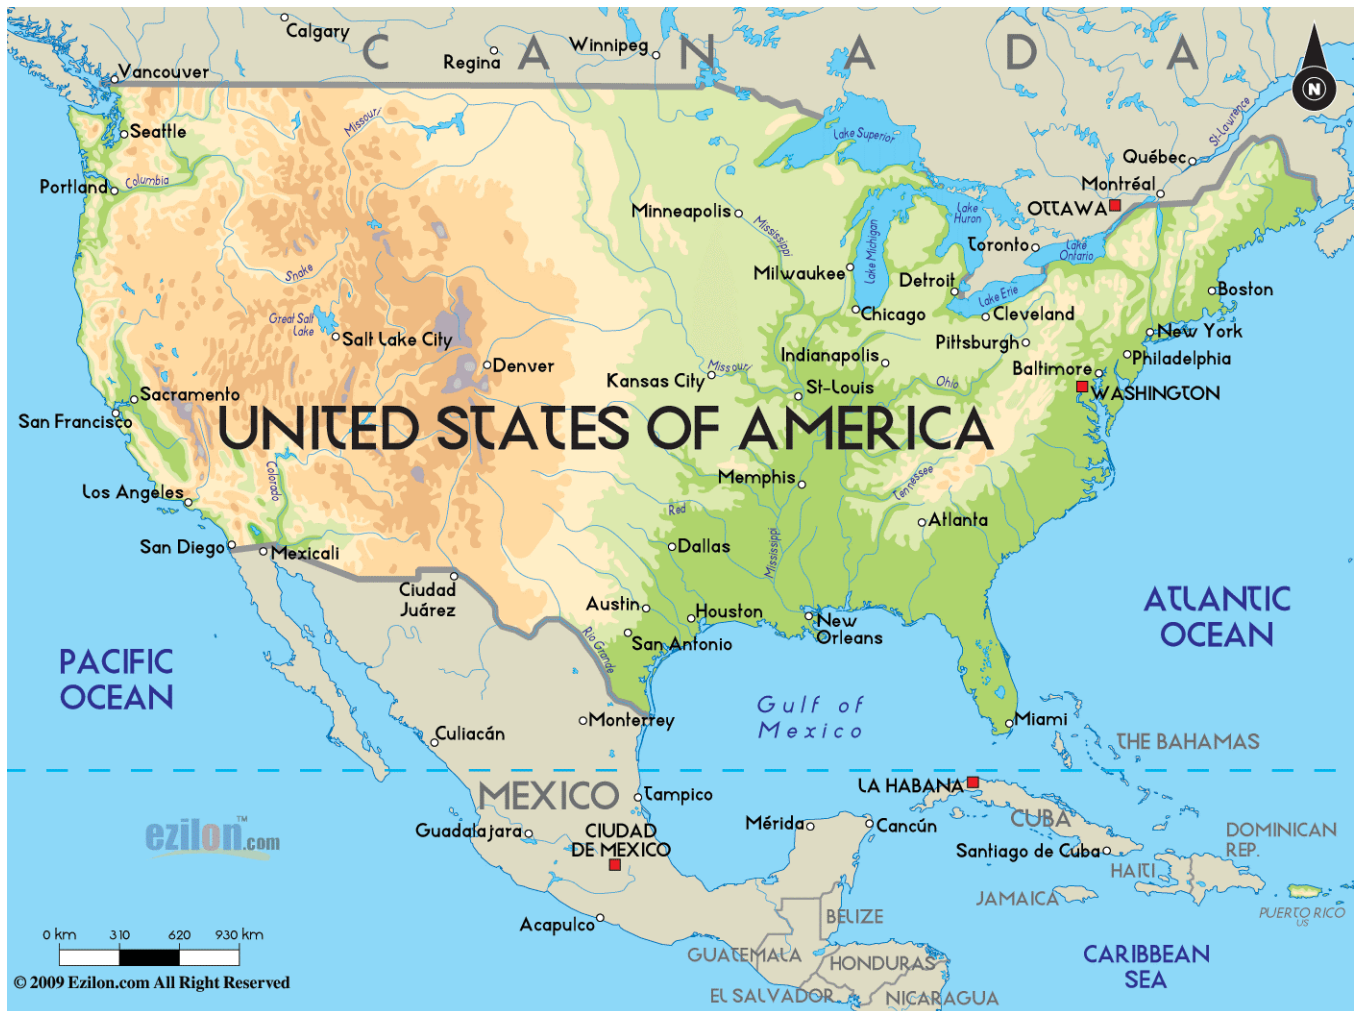 Calgary
C A N A D A
Regina
Winnipeg
Vancouver
N
Missouri
Seattle
Lake Superior
St-Lawrence
Québec
Portland
Columbia
Montréal
OTTAWA
Minneapolis
Mississippi
Lake
Huron
Lake Michigan
Toronto
Lake
Ontario
Snake
Milwaukee
Detroit
Lake Erie
Boston
Great Salt
Lake
Chicago
Cleveland
Salt Lake City
Pittsburgh
New York
Indianapolis
Philadelphia
Denver
Missouri
Baltimore
Kansas City
St-Louis
Ohio
WASHINGTON
Sacramento
San Francisco
UNITED STATES OF AMERICA
Colorado
Memphis
Tennessee
Los Angeles
Red
Atlanta
San Diego
Mexicali
Dallas
Mississippi
Ciudad
Juárez
Austin
Houston
New
Orleans
ATLANTIC
OCEAN
Rio Grande
San Antonio
PACIFIC
OCEAN
Gulf of
Mexico
Monterrey
Miami
Culiacán
THE BAHAMAS
LA HABANA
MEXICO
Tampico
CUBA
ezilon.com
TM
Guadalajara
CIUDAD
DE MEXICO
Mérida
Cancún
DOMINICAN
REP.
Santiago de Cuba
HAITI
JAMAICA
PUERTO RICO
US
Acapulco
BELIZE
0 km 310 620 930 km
GUATEMALA
HONDURAS
CARIBBEAN
SEA
© 2009 Ezilon.com All Right Reserved
EL SALVADOR
NICARAGUA